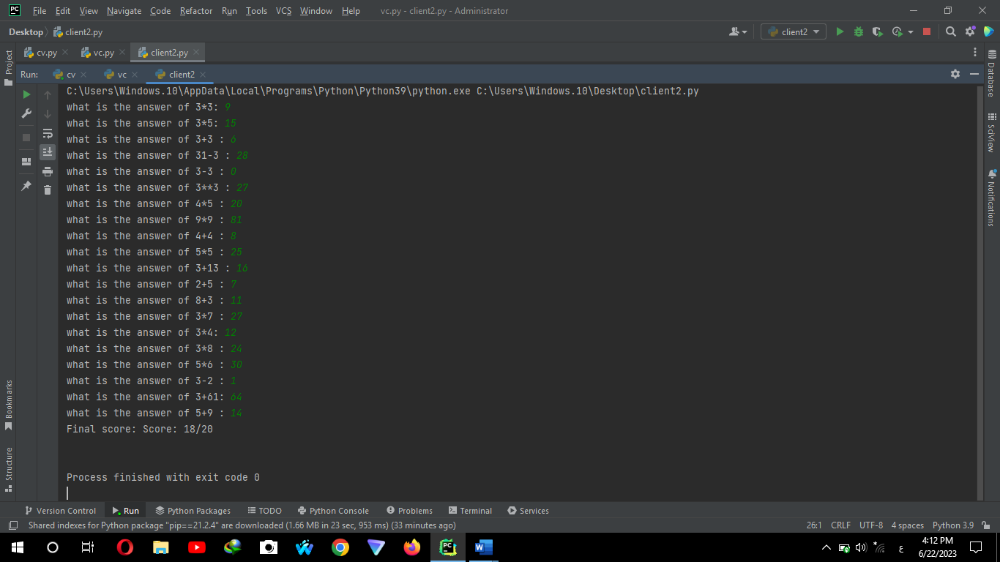 PC File Edit View Navigate Code Refactor Run Tools VCS Window Help vc.py - client2.py - Administrator
Desktop client2.py client2
cv.py vc.py client2.py
Project
Run: cv vc client2
Database
SciView
Notifications
C:\Users\Windows.10\AppData\Local\Programs\Python\Python39\python.exe C:\Users\Windows.10\Desktop\client2.py
what is the answer of 3*3: 9
what is the answer of 3*5: 15
what is the answer of 3+3 : 6
what is the answer of 31-3 : 28
what is the answer of 3-3 : 0
what is the answer of 3**3 : 27
what is the answer of 4*5 : 20
what is the answer of 9*9 : 81
what is the answer of 4+4 : 8
what is the answer of 5*5 : 25
what is the answer of 3+13 : 16
what is the answer of 2+5 : 7
what is the answer of 8+3 : 11
what is the answer of 3*7 : 27
what is the answer of 3*4: 12
what is the answer of 3*8 : 24
what is the answer of 5*6 : 30
what is the answer of 3-2 : 1
what is the answer of 3+61: 64
what is the answer of 5+9 : 14
Final score: Score: 18/20
Process finished with exit code 0
Bookmarks
Structure
Version Control Run Python Packages TODO Python Console Problems Terminal Services
Shared indexes for Python package "pip==21.2.4" are downloaded (1.66 MB in 23 sec, 953 ms) (33 minutes ago) 26:1 CRLF UTF-8 4 spaces Python 3.9
PC W ع 4:12 PM
6/22/2023